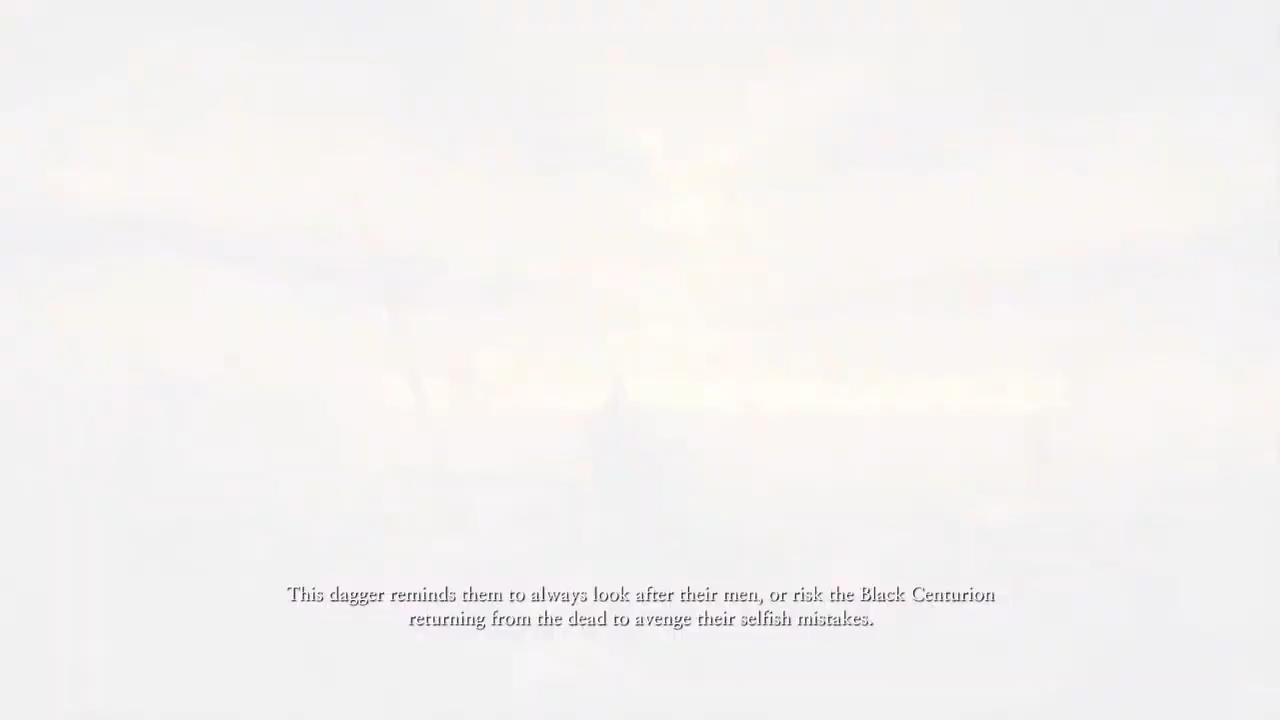 This dagger reminds them to always look after their men, or risk the Black Centurion
returning from the dead to avenge their selfish mistakes.